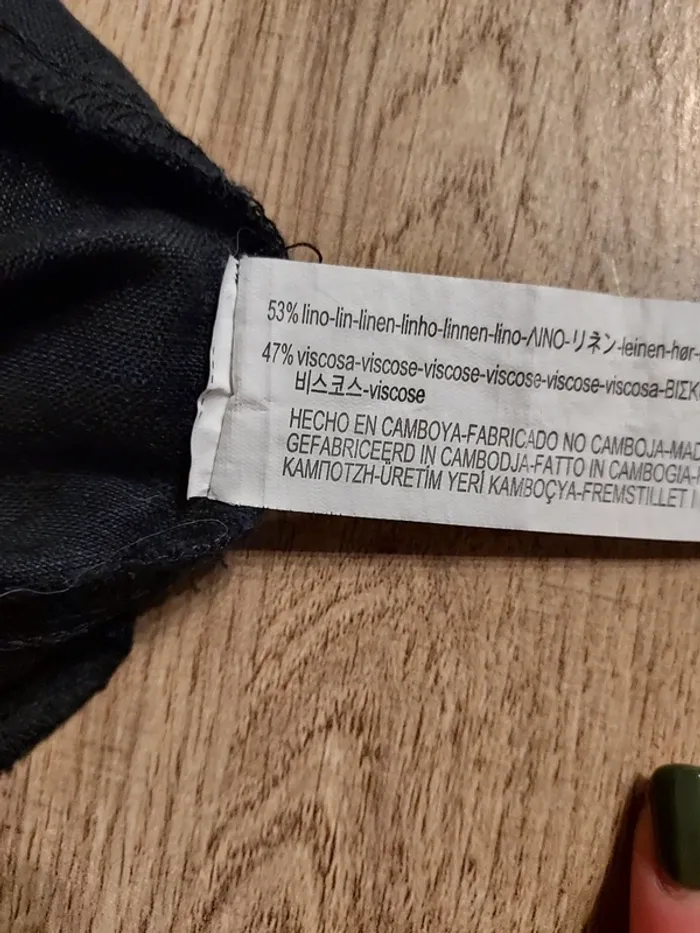 53% lino-lin-linen-linho-linnen-lino-ΛΙΝΟ-リネン-leinen-hør-
47% viscosa-viscose-viscose-viscose-viscose-viscosa-ΒΙΣΚ
비스코스-viscose
HECHO EN CAMBOYA-FABRICADO NO CAMBOJA-MAD
GEFABRICEERD IN CAMBODJA-FATTO IN CAMBOGIA-
ΚΑΜΠΟΤΖΗ-ÜRETİM YERİ KAMBOÇYA-FREMSTILLET I